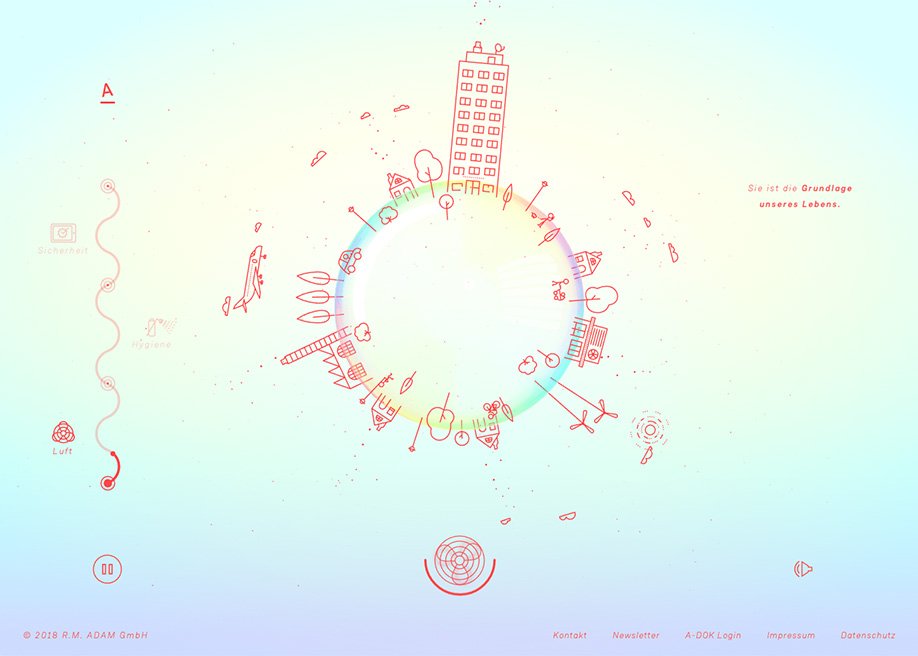 A
Sie ist die Grundlage
unseres Lebens.
Sicherheit
Hygiene
Luft
© 2018 R.M. ADAM GmbH
Kontakt
Newsletter
A-DOK Login
Impressum
Datenschutz